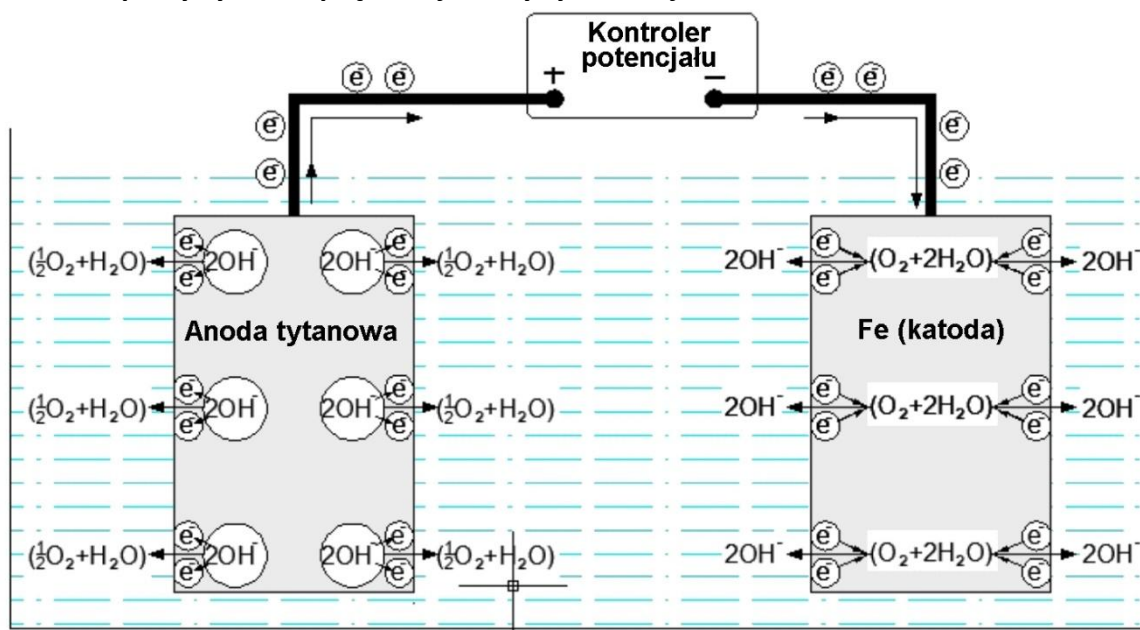 Kontroler
potencjału
+ −
e⁻ e⁻ e⁻ e⁻
e⁻ e⁻
e⁻ e⁻
(½O₂+H₂O) e⁻ e⁻ 2OH⁻ 2OH⁻ e⁻ e⁻ (½O₂+H₂O) 2OH⁻ e⁻ e⁻ (O₂+2H₂O) e⁻ e⁻ 2OH⁻
Anoda tytanowa Fe (katoda)
(½O₂+H₂O) e⁻ e⁻ 2OH⁻ 2OH⁻ e⁻ e⁻ (½O₂+H₂O) 2OH⁻ e⁻ e⁻ (O₂+2H₂O) e⁻ e⁻ 2OH⁻
(½O₂+H₂O) e⁻ e⁻ 2OH⁻ 2OH⁻ e⁻ e⁻ (½O₂+H₂O) 2OH⁻ e⁻ e⁻ (O₂+2H₂O) e⁻ e⁻ 2OH⁻